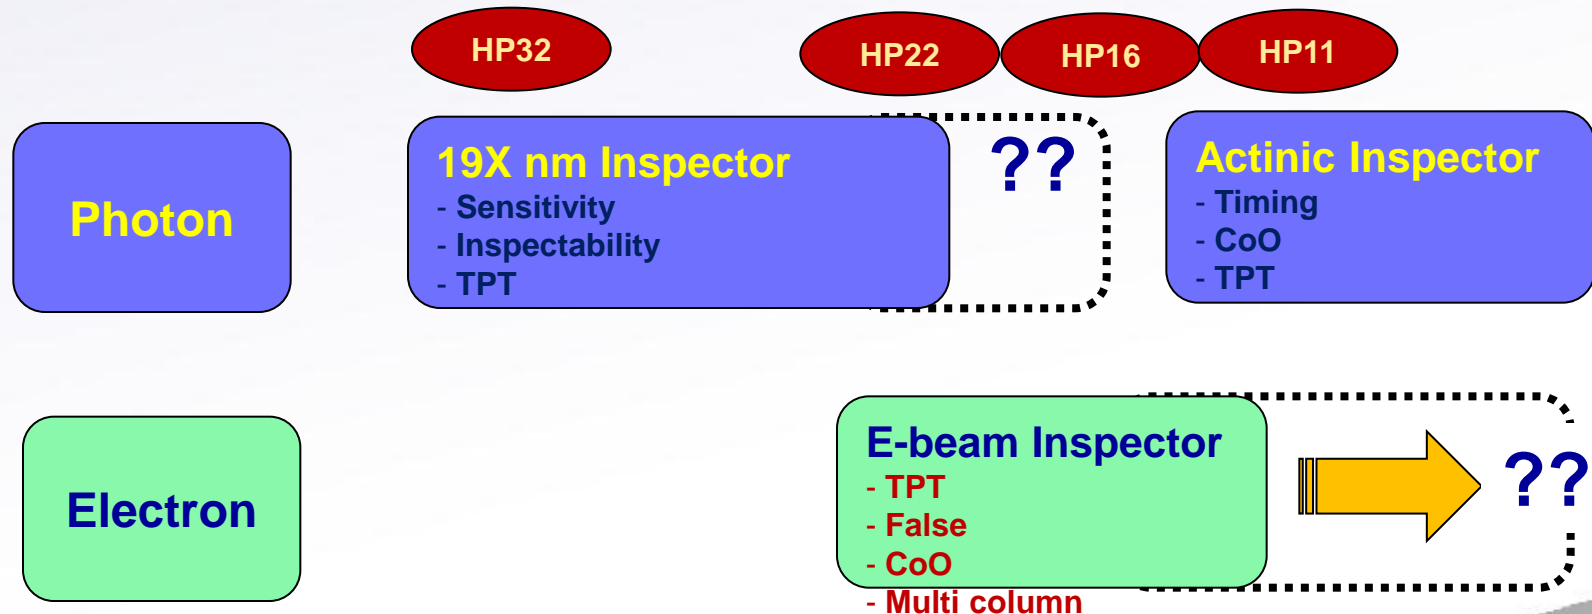 HP32
HP22
HP16
HP11
Photon
19X nm Inspector
- Sensitivity
- Inspectability
- TPT
??
Actinic Inspector
- Timing
- CoO
- TPT
Electron
E-beam Inspector
- TPT
- False
- CoO
- Multi column
??